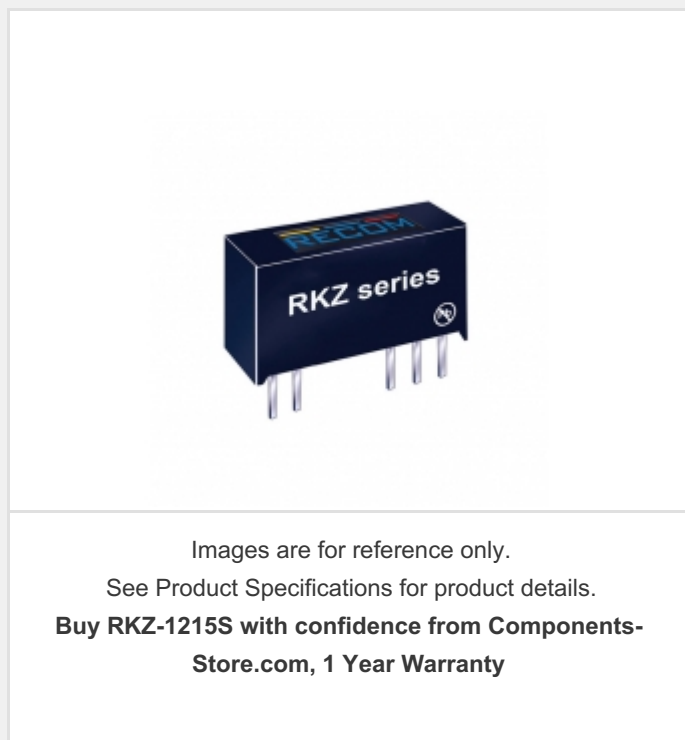 RECOM
RKZ series
Pb
Images are for reference only.
See Product Specifications for product details.
Buy RKZ-1215S with confidence from Components-
Store.com, 1 Year Warranty